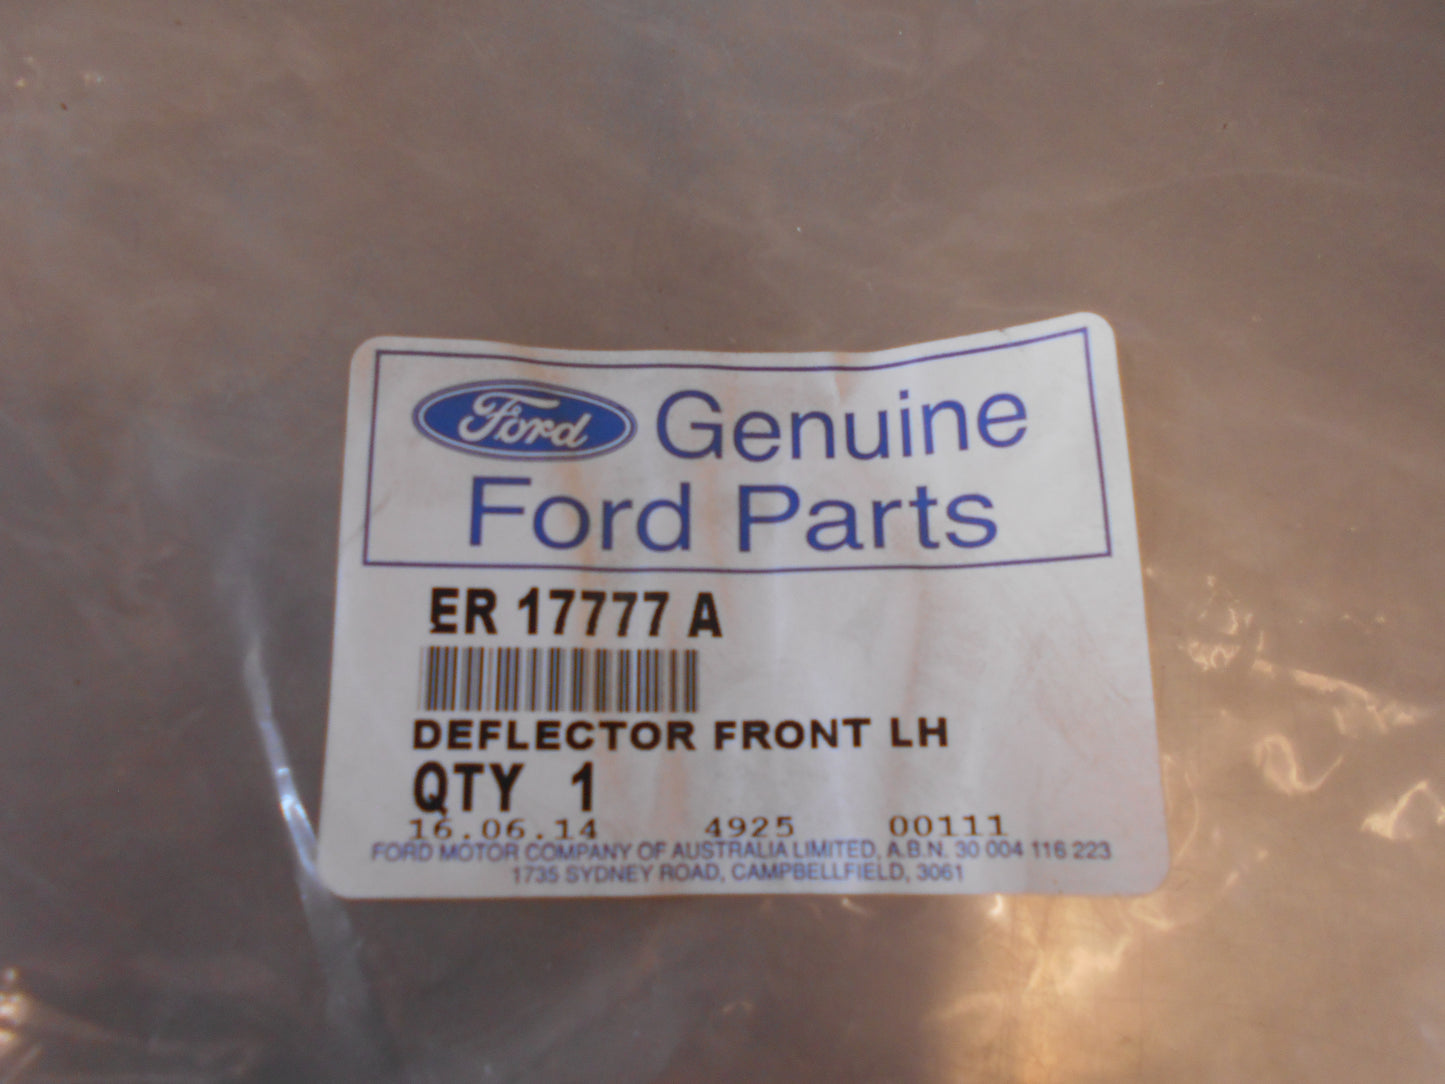 Ford Genuine
Ford Parts
ER 17777 A
DEFLECTOR FRONT LH
QTY 1
16.06.14 4925 00111
FORD MOTOR COMPANY OF AUSTRALIA LIMITED, A.B.N. 30 004 116 223
1735 SYDNEY ROAD, CAMPBELLFIELD, 3061